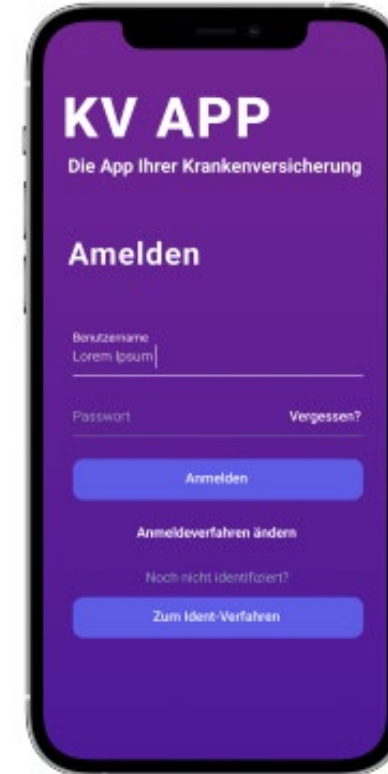 KV APP
Die App Ihrer Krankenversicherung
Amelden
Benutzername
Lorem Ipsum
Passwort Vergessen?
Anmelden
Anmeldeverfahren ändern
Noch nicht identifiziert?
Zum Ident-Verfahren